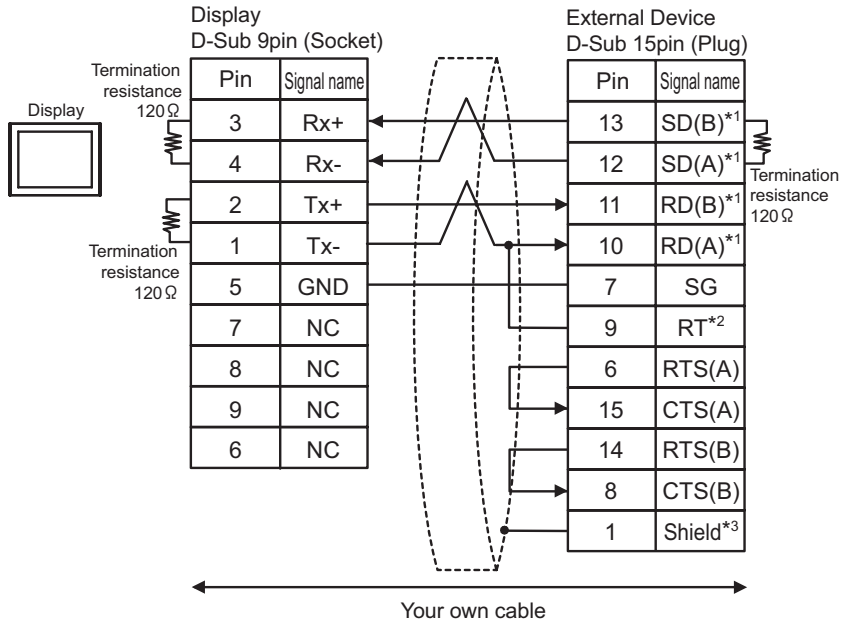 Display
D-Sub 9pin (Socket)
External Device
D-Sub 15pin (Plug)
Display
Termination
resistance
120Ω
Termination
resistance
120Ω
Pin Signal name
3 Rx+
4 Rx-
2 Tx+
1 Tx-
5 GND
7 NC
8 NC
9 NC
6 NC
Pin Signal name
13 SD(B)*1
12 SD(A)*1
11 RD(B)*1
10 RD(A)*1
7 SG
9 RT*2
6 RTS(A)
15 CTS(A)
14 RTS(B)
8 CTS(B)
1 Shield*3
Termination
resistance
120Ω
Your own cable